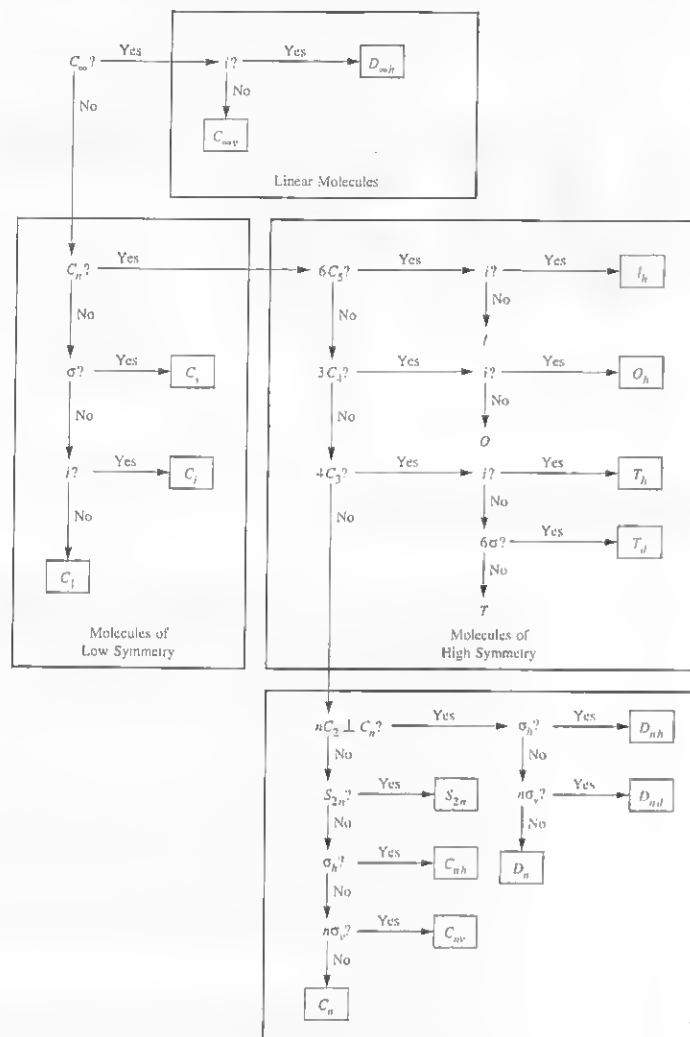 C∞? Yes i? Yes D∞h
No No
C∞v
Linear Molecules
Cn? Yes 6C5? Yes i? Yes Ih
No No No
I
σ? Yes Cs 3C4? Yes i? Yes Oh
No No No
O
i? Yes Ci 4C3? Yes i? Yes Th
No No No
6σ? Yes Td
C1 No
T
Molecules of
Low Symmetry
Molecules of
High Symmetry
nC2 ⊥ Cn? Yes σh? Yes Dnh
No No
S2n? Yes S2n nσv? Yes Dnd
No No
σh? Yes Cnh Dn
No
nσv? Yes Cnv
No
Cn